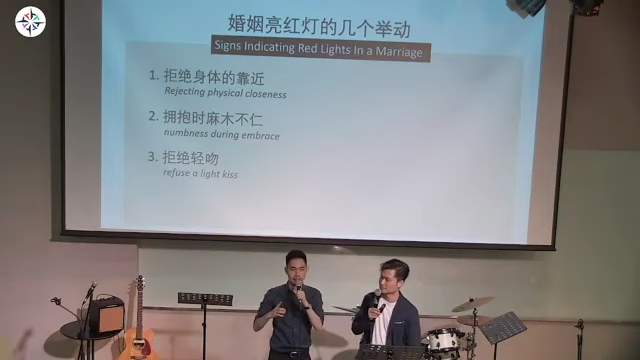 婚姻亮红灯的几个举动
Signs Indicating Red Lights In a Marriage
1. 拒绝身体的靠近
Rejecting physical closeness
2. 拥抱时麻木不仁
numbness during embrace
3. 拒绝轻吻
refuse a light kiss